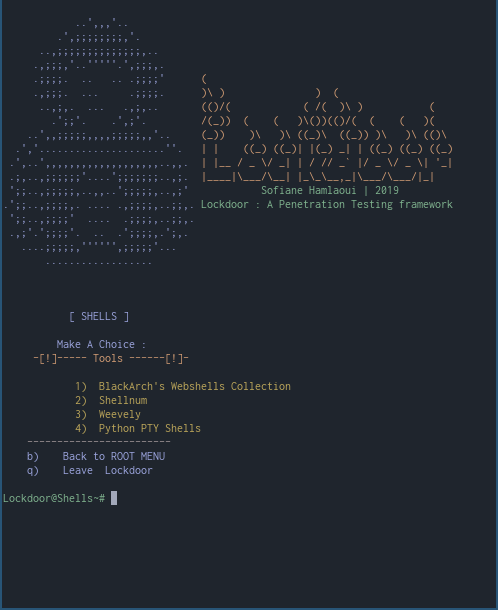 Sofiane Hamlaoui | 2019
Lockdoor : A Penetration Testing framework
[ SHELLS ]
Make A Choice :
-[!]----- Tools ------[!]-
1) BlackArch's Webshells Collection
2) Shellnum
3) Weevely
4) Python PTY Shells
------------------------
b) Back to ROOT MENU
q) Leave Lockdoor
Lockdoor@Shells~#